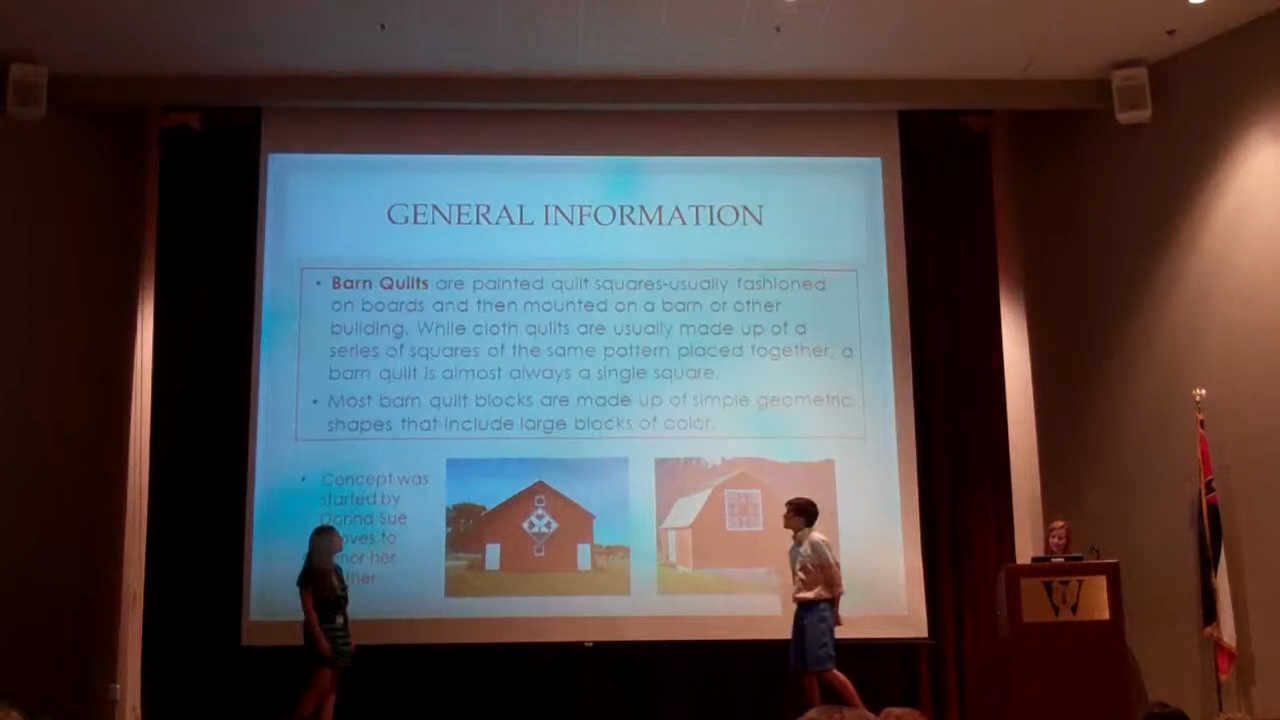 GENERAL INFORMATION
• Barn Quilts are painted quilt squares-usually fashioned
on boards and then mounted on a barn or other
building. While cloth quilts are usually made up of a
series of squares of the same pattern placed together, a
barn quilt is almost always a single square.
• Most barn quilt blocks are made up of simple geometric
shapes that include large blocks of color.
• Concept was
started by
Donna Sue
to
her
W